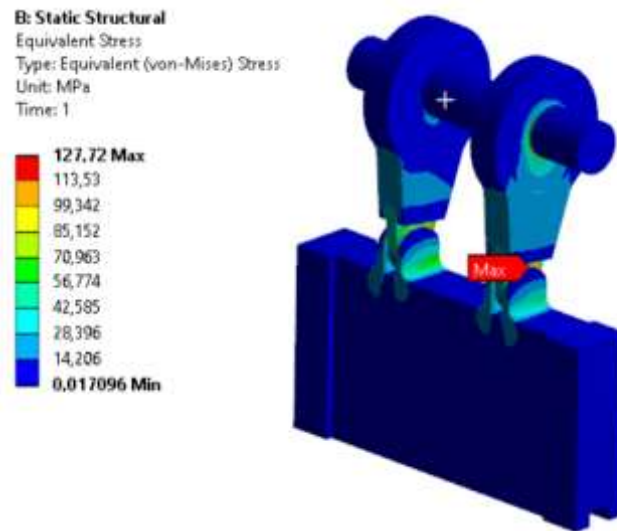 B: Static Structural
Equivalent Stress
Type: Equivalent (von-Mises) Stress
Unit: MPa
Time: 1
127,72 Max
113,53
99,342
85,152
70,963
56,774
42,585
28,396
14,206
0,017096 Min
Max